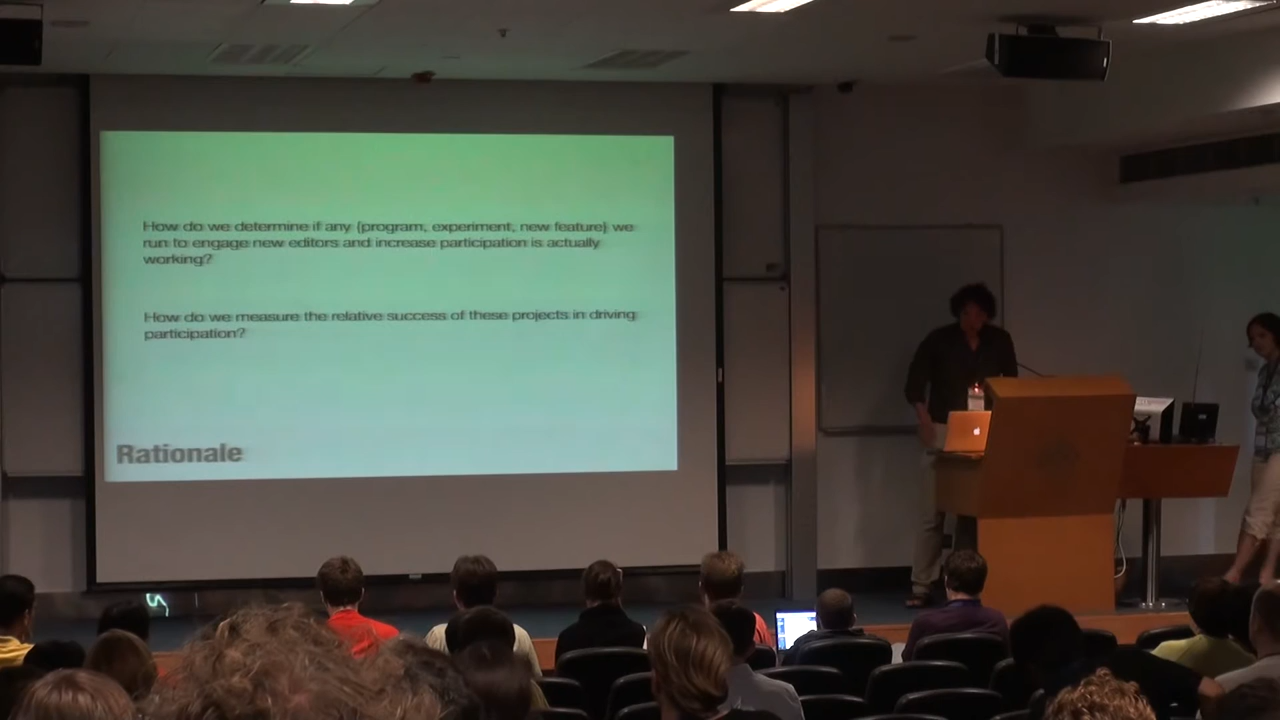 How do we determine if any {program, experiment, new feature} we
run to engage new editors and increase participation is actually
working?
How do we measure the relative success of these projects in driving
participation?
Rationale